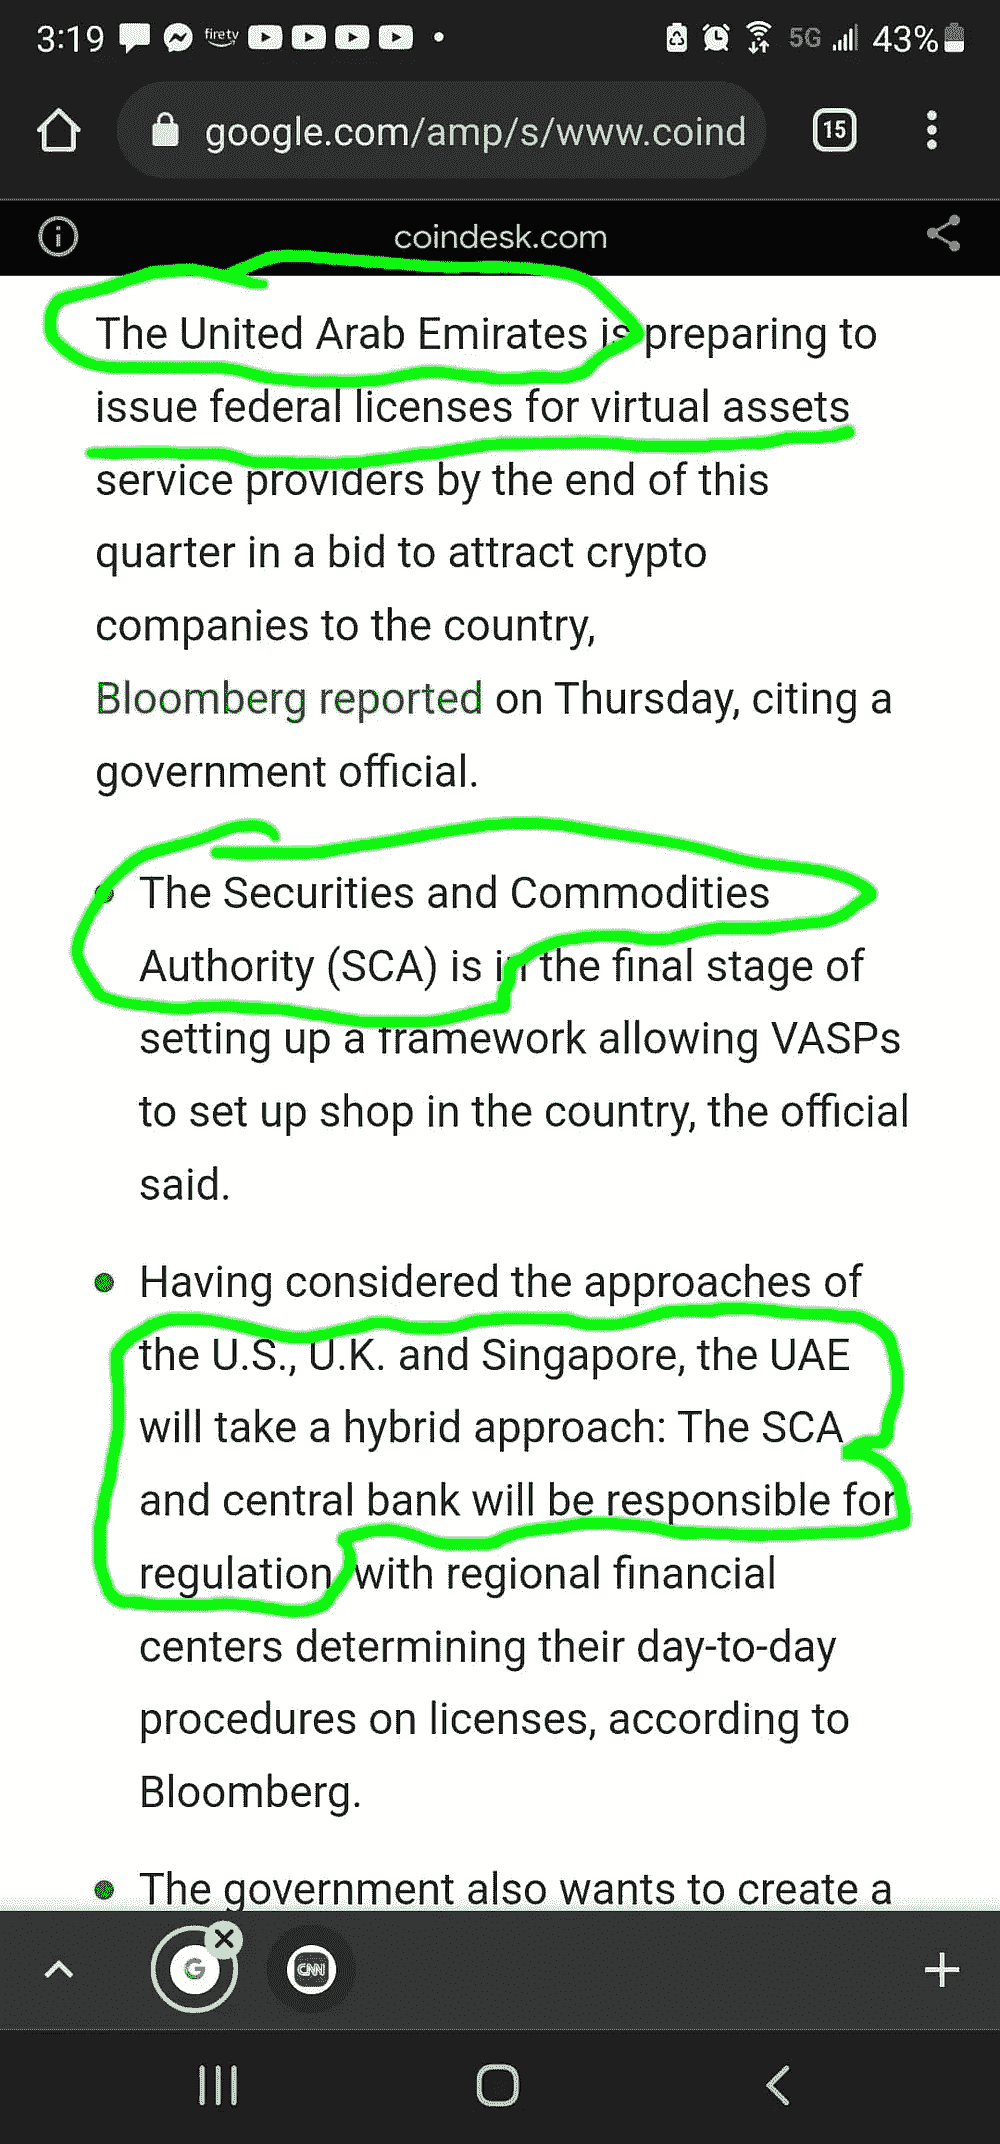 3:19 firetv 5G 43%
google.com/amp/s/www.coind 15
coindesk.com
The United Arab Emirates is preparing to
issue federal licenses for virtual assets
service providers by the end of this
quarter in a bid to attract crypto
companies to the country,
Bloomberg reported on Thursday, citing a
government official.
The Securities and Commodities
Authority (SCA) is in the final stage of
setting up a framework allowing VASPs
to set up shop in the country, the official
said.
Having considered the approaches of
the U.S., U.K. and Singapore, the UAE
will take a hybrid approach: The SCA
and central bank will be responsible for
regulation with regional financial
centers determining their day-to-day
procedures on licenses, according to
Bloomberg.
The government also wants to create a
G CNN